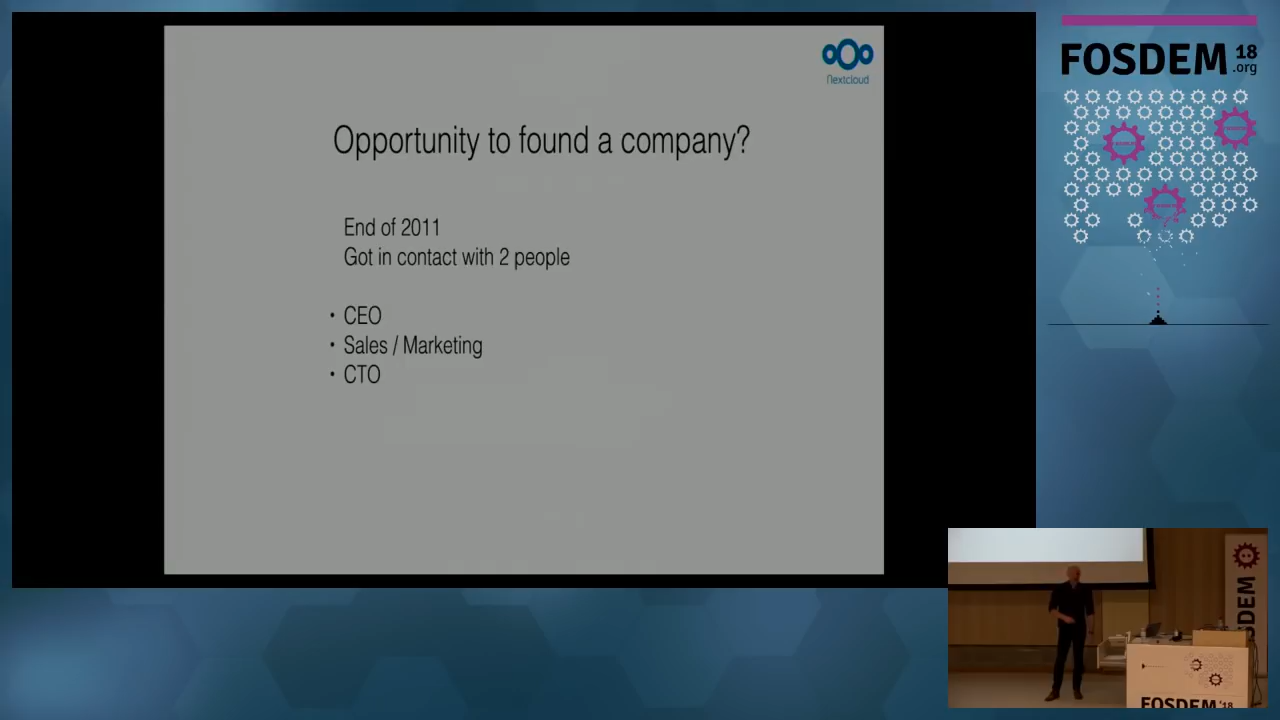 nextcloud
Opportunity to found a company?
End of 2011
Got in contact with 2 people
• CEO
• Sales / Marketing
• CTO
FOSDEM 18
.org
FOSDEM
FOSDEM '18